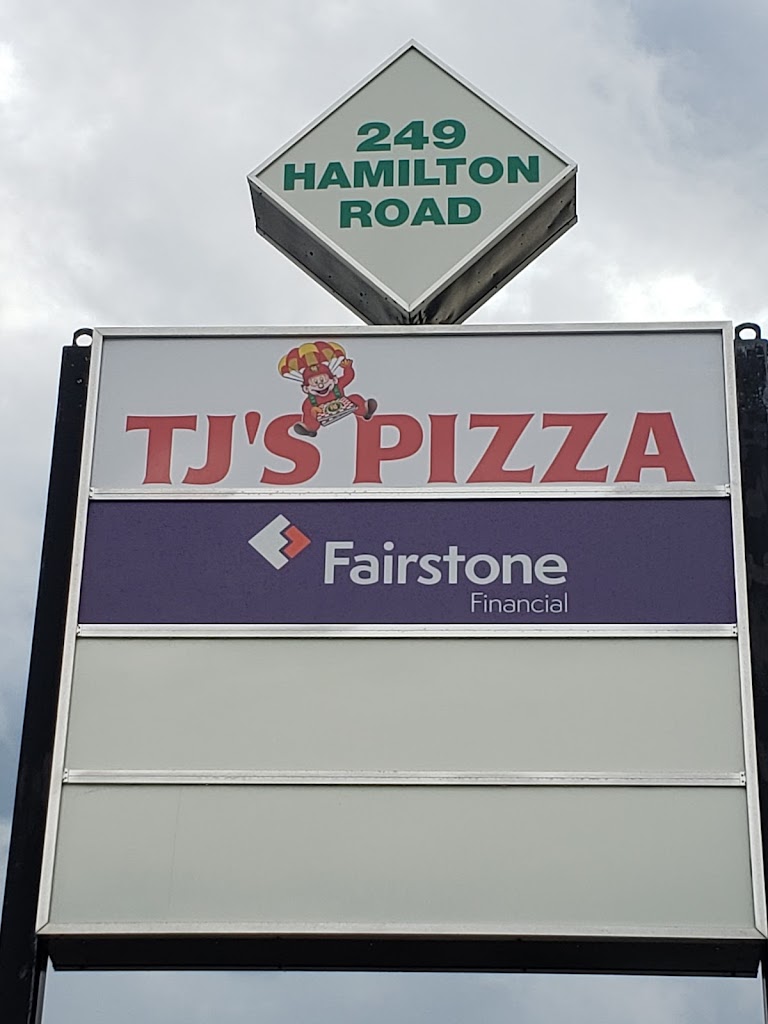 249
HAMILTON
ROAD
TJ'S PIZZA
Fairstone
Financial